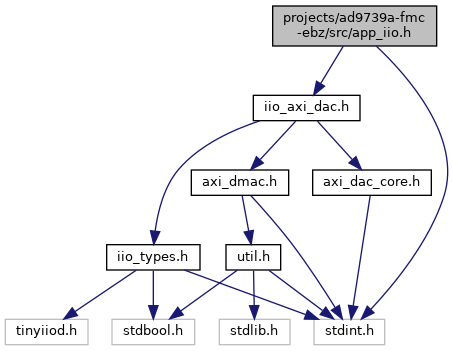 projects/ad9739a-fmc
-ebz/src/app_iio.h
iio_axi_dac.h
axi_dmac.h
axi_dac_core.h
iio_types.h
util.h
tinyiiod.h
stdbool.h
stdlib.h
stdint.h